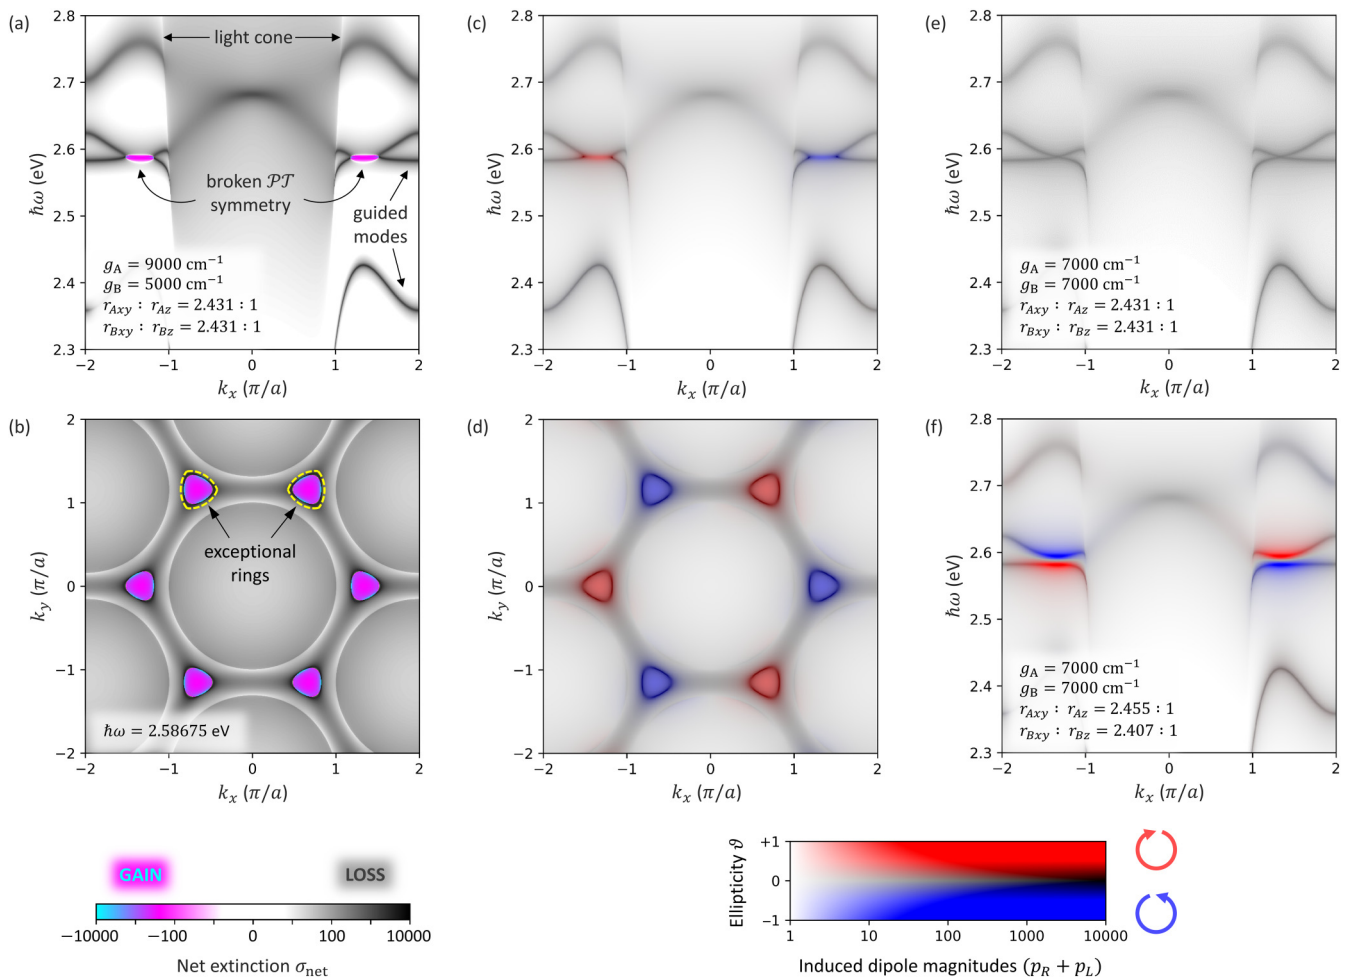 (a)
2.8
2.7
2.6
2.5
2.4
2.3
ℏω (eV)
light cone
broken 𝒫𝒯
symmetry
guided
modes
g_A = 9000 cm⁻¹
g_B = 5000 cm⁻¹
r_Axy : r_Az = 2.431 : 1
r_Bxy : r_Bz = 2.431 : 1
−2 −1 0 1 2
k_x (π/a)
(c)
2.8
2.7
2.6
2.5
2.4
2.3
ℏω (eV)
−2 −1 0 1 2
k_x (π/a)
(e)
2.8
2.7
2.6
2.5
2.4
2.3
ℏω (eV)
g_A = 7000 cm⁻¹
g_B = 7000 cm⁻¹
r_Axy : r_Az = 2.431 : 1
r_Bxy : r_Bz = 2.431 : 1
−2 −1 0 1 2
k_x (π/a)
(b)
2
1
0
−1
−2
k_y (π/a)
exceptional
rings
ℏω = 2.58675 eV
−2 −1 0 1 2
k_x (π/a)
(d)
2
1
0
−1
−2
k_y (π/a)
−2 −1 0 1 2
k_x (π/a)
(f)
2.8
2.7
2.6
2.5
2.4
2.3
ℏω (eV)
g_A = 7000 cm⁻¹
g_B = 7000 cm⁻¹
r_Axy : r_Az = 2.455 : 1
r_Bxy : r_Bz = 2.407 : 1
−2 −1 0 1 2
k_x (π/a)
GAIN LOSS
−10000 −100 0 100 10000
Net extinction σ_net
Ellipticity ϑ
+1
0
−1
1 10 100 1000 10000
Induced dipole magnitudes (p_R + p_L)